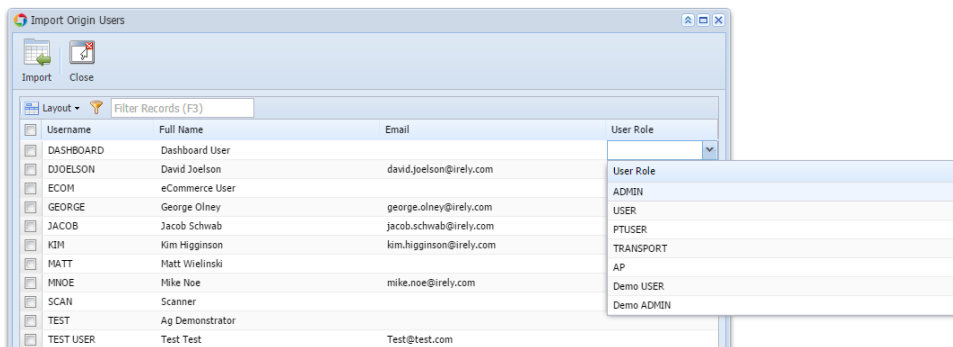 Import Origin Users
Import Close
Layout Filter Records (F3)
Username Full Name Email User Role
DASHBOARD Dashboard User
DJOELSON David Joelson david.joelson@irely.com User Role
ECOM eCommerce User ADMIN
GEORGE George Olney george.olney@irely.com USER
JACOB Jacob Schwab jacob.schwab@irely.com PTUSER
KIM Kim Higginson kim.higginson@irely.com TRANSPORT
MATT Matt Wielinski AP
MNOE Mike Noe mike.noe@irely.com Demo USER
SCAN Scanner Demo ADMIN
TEST Ag Demonstrator
TEST USER Test Test Test@test.com